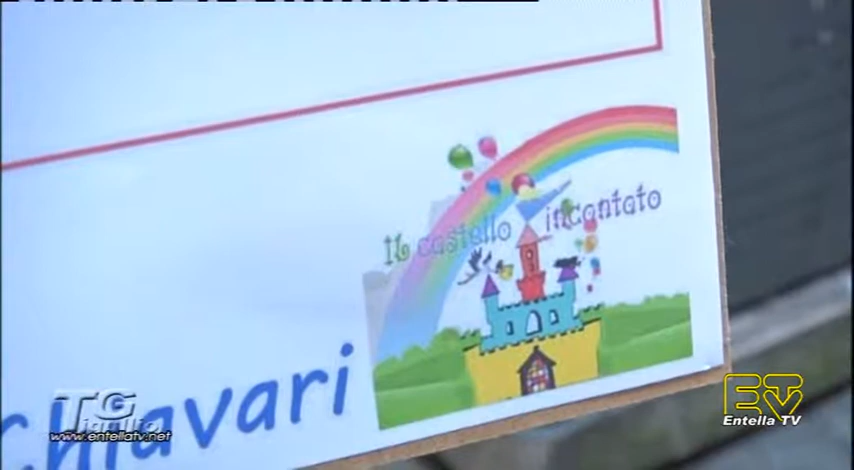 Il castello incantato
Chiavari
TG
www.entellatv.net
ETV
Entella TV